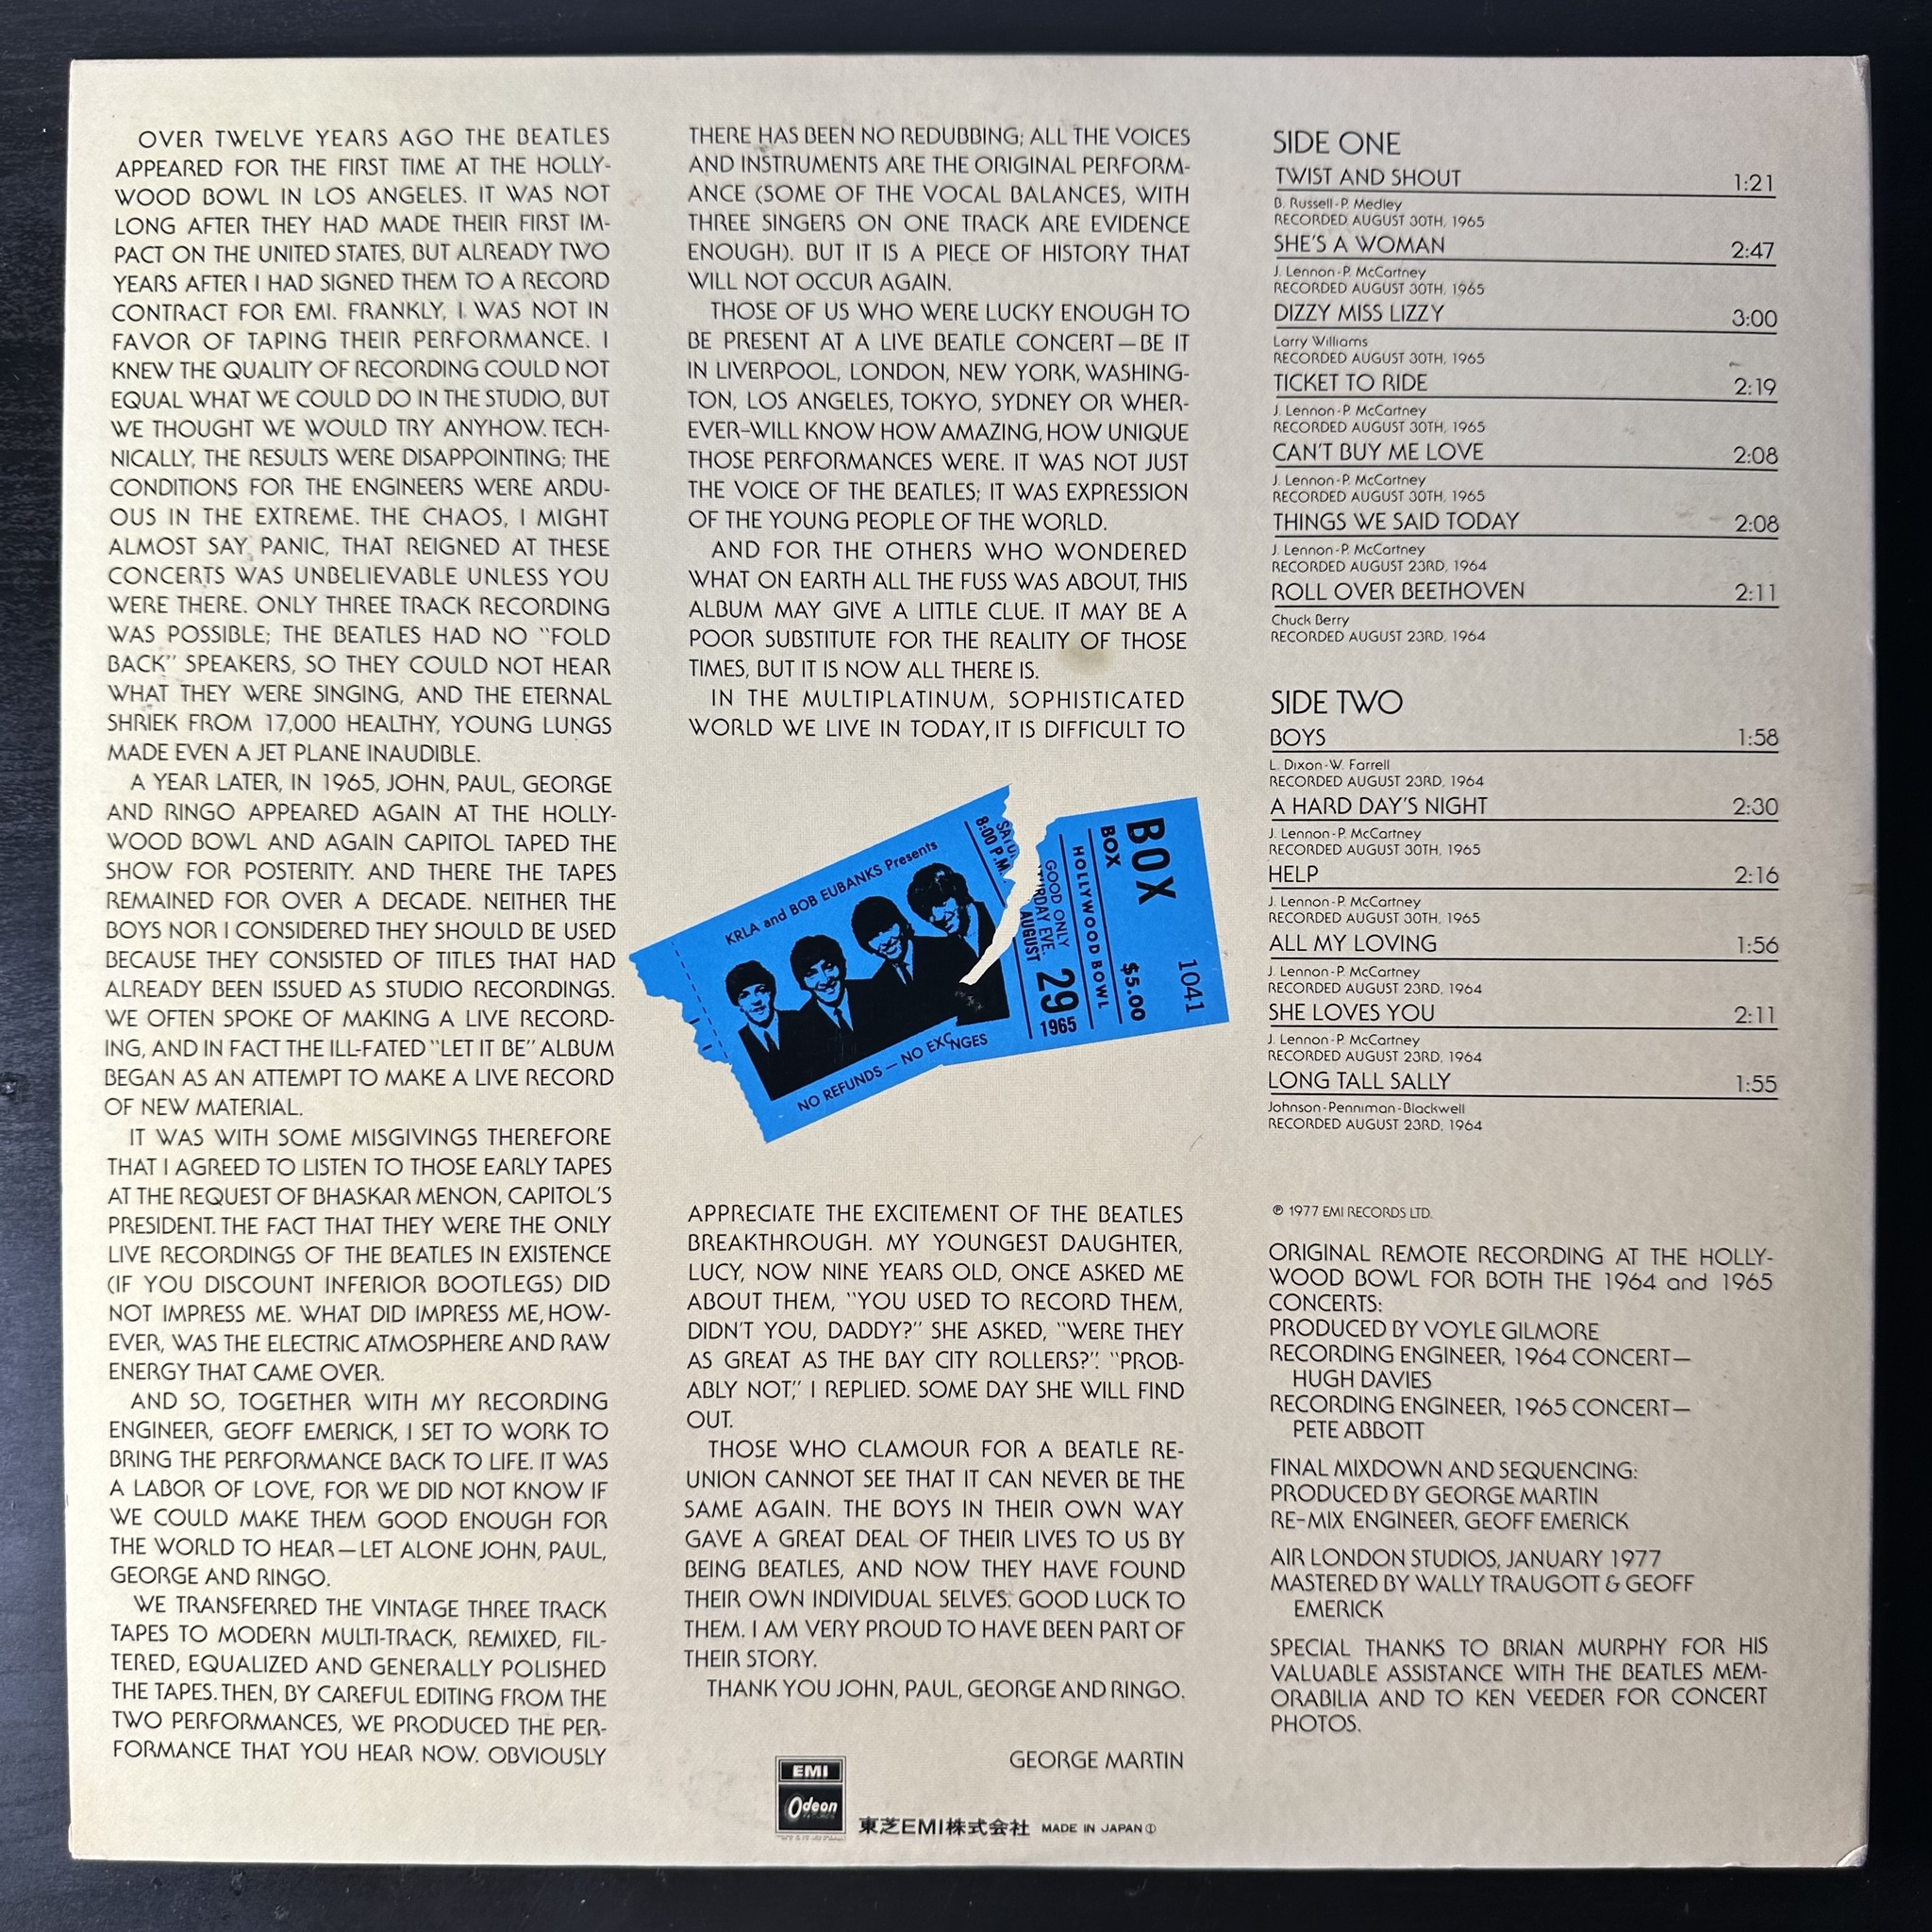 OVER TWELVE YEARS AGO THE BEATLES
APPEARED FOR THE FIRST TIME AT THE HOLLY-
WOOD BOWL IN LOS ANGELES. IT WAS NOT
LONG AFTER THEY HAD MADE THEIR FIRST IM-
PACT ON THE UNITED STATES, BUT ALREADY TWO
YEARS AFTER I HAD SIGNED THEM TO A RECORD
CONTRACT FOR EMI. FRANKLY, I WAS NOT IN
FAVOR OF TAPING THEIR PERFORMANCE. I
KNEW THE QUALITY OF RECORDING COULD NOT
EQUAL WHAT WE COULD DO IN THE STUDIO, BUT
WE THOUGHT WE WOULD TRY ANYHOW. TECH-
NICALLY, THE RESULTS WERE DISAPPOINTING; THE
CONDITIONS FOR THE ENGINEERS WERE ARDU-
OUS IN THE EXTREME. THE CHAOS, I MIGHT
ALMOST SAY PANIC, THAT REIGNED AT THESE
CONCERTS WAS UNBELIEVABLE UNLESS YOU
WERE THERE. ONLY THREE TRACK RECORDING
WAS POSSIBLE; THE BEATLES HAD NO "FOLD
BACK" SPEAKERS, SO THEY COULD NOT HEAR
WHAT THEY WERE SINGING, AND THE ETERNAL
SHRIEK FROM 17,000 HEALTHY, YOUNG LUNGS
MADE EVEN A JET PLANE INAUDIBLE.
A YEAR LATER, IN 1965, JOHN, PAUL, GEORGE
AND RINGO APPEARED AGAIN AT THE HOLLY-
WOOD BOWL AND AGAIN CAPITOL TAPED THE
SHOW FOR POSTERITY. AND THERE THE TAPES
REMAINED FOR OVER A DECADE. NEITHER THE
BOYS NOR I CONSIDERED THEY SHOULD BE USED
BECAUSE THEY CONSISTED OF TITLES THAT HAD
ALREADY BEEN ISSUED AS STUDIO RECORDINGS.
WE OFTEN SPOKE OF MAKING A LIVE RECORD-
ING, AND IN FACT THE ILL-FATED "LET IT BE" ALBUM
BEGAN AS AN ATTEMPT TO MAKE A LIVE RECORD
OF NEW MATERIAL.
IT WAS WITH SOME MISGIVINGS THEREFORE
THAT I AGREED TO LISTEN TO THOSE EARLY TAPES
AT THE REQUEST OF BHASKAR MENON, CAPITOL'S
PRESIDENT. THE FACT THAT THEY WERE THE ONLY
LIVE RECORDINGS OF THE BEATLES IN EXISTENCE
(IF YOU DISCOUNT INFERIOR BOOTLEGS) DID
NOT IMPRESS ME. WHAT DID IMPRESS ME, HOW-
EVER, WAS THE ELECTRIC ATMOSPHERE AND RAW
ENERGY THAT CAME OVER.
AND SO, TOGETHER WITH MY RECORDING
ENGINEER, GEOFF EMERICK, I SET TO WORK TO
BRING THE PERFORMANCE BACK TO LIFE. IT WAS
A LABOR OF LOVE, FOR WE DID NOT KNOW IF
WE COULD MAKE THEM GOOD ENOUGH FOR
THE WORLD TO HEAR—LET ALONE JOHN, PAUL,
GEORGE AND RINGO.
WE TRANSFERRED THE VINTAGE THREE TRACK
TAPES TO MODERN MULTI-TRACK, REMIXED, FIL-
TERED, EQUALIZED AND GENERALLY POLISHED
THE TAPES. THEN, BY CAREFUL EDITING FROM THE
TWO PERFORMANCES, WE PRODUCED THE PER-
FORMANCE THAT YOU HEAR NOW. OBVIOUSLY
THERE HAS BEEN NO REDUBBING; ALL THE VOICES
AND INSTRUMENTS ARE THE ORIGINAL PERFORM-
ANCE (SOME OF THE VOCAL BALANCES, WITH
THREE SINGERS ON ONE TRACK ARE EVIDENCE
ENOUGH). BUT IT IS A PIECE OF HISTORY THAT
WILL NOT OCCUR AGAIN.
THOSE OF US WHO WERE LUCKY ENOUGH TO
BE PRESENT AT A LIVE BEATLE CONCERT—BE IT
IN LIVERPOOL, LONDON, NEW YORK, WASHING-
TON, LOS ANGELES, TOKYO, SYDNEY OR WHER-
EVER-WILL KNOW HOW AMAZING, HOW UNIQUE
THOSE PERFORMANCES WERE. IT WAS NOT JUST
THE VOICE OF THE BEATLES; IT WAS EXPRESSION
OF THE YOUNG PEOPLE OF THE WORLD.
AND FOR THE OTHERS WHO WONDERED
WHAT ON EARTH ALL THE FUSS WAS ABOUT, THIS
ALBUM MAY GIVE A LITTLE CLUE. IT MAY BE A
POOR SUBSTITUTE FOR THE REALITY OF THOSE
TIMES, BUT IT IS NOW ALL THERE IS.
IN THE MULTIPLATINUM, SOPHISTICATED
WORLD WE LIVE IN TODAY, IT IS DIFFICULT TO
KRLA and BOB EUBANKS Presents
NO REFUNDS — NO EXC NGES
SATU
8:00 P.M.
GOOD ONLY
URDAY EVE.
AUGUST
29
1965
HOLLYWOOD BOWL
BOX
$5.00
BOX
1041
APPRECIATE THE EXCITEMENT OF THE BEATLES
BREAKTHROUGH. MY YOUNGEST DAUGHTER,
LUCY, NOW NINE YEARS OLD, ONCE ASKED ME
ABOUT THEM, "YOU USED TO RECORD THEM,
DIDN'T YOU, DADDY?" SHE ASKED, "WERE THEY
AS GREAT AS THE BAY CITY ROLLERS?". "PROB-
ABLY NOT," I REPLIED. SOME DAY SHE WILL FIND
OUT.
THOSE WHO CLAMOUR FOR A BEATLE RE-
UNION CANNOT SEE THAT IT CAN NEVER BE THE
SAME AGAIN. THE BOYS IN THEIR OWN WAY
GAVE A GREAT DEAL OF THEIR LIVES TO US BY
BEING BEATLES, AND NOW THEY HAVE FOUND
THEIR OWN INDIVIDUAL SELVES. GOOD LUCK TO
THEM. I AM VERY PROUD TO HAVE BEEN PART OF
THEIR STORY.
THANK YOU JOHN, PAUL, GEORGE AND RINGO.
GEORGE MARTIN
EMI
Odeon
東芝EMI株式会社 MADE IN JAPAN Ⓘ
SIDE ONE
TWIST AND SHOUT 1:21
B. Russell-P. Medley
RECORDED AUGUST 30TH, 1965
SHE'S A WOMAN 2:47
J. Lennon-P. McCartney
RECORDED AUGUST 30TH, 1965
DIZZY MISS LIZZY 3:00
Larry Williams
RECORDED AUGUST 30TH, 1965
TICKET TO RIDE 2:19
J. Lennon-P. McCartney
RECORDED AUGUST 30TH, 1965
CAN'T BUY ME LOVE 2:08
J. Lennon-P. McCartney
RECORDED AUGUST 30TH, 1965
THINGS WE SAID TODAY 2:08
J. Lennon-P. McCartney
RECORDED AUGUST 23RD, 1964
ROLL OVER BEETHOVEN 2:11
Chuck Berry
RECORDED AUGUST 23RD, 1964
SIDE TWO
BOYS 1:58
L. Dixon-W. Farrell
RECORDED AUGUST 23RD, 1964
A HARD DAY'S NIGHT 2:30
J. Lennon-P. McCartney
RECORDED AUGUST 30TH, 1965
HELP 2:16
J. Lennon-P. McCartney
RECORDED AUGUST 30TH, 1965
ALL MY LOVING 1:56
J. Lennon-P. McCartney
RECORDED AUGUST 23RD, 1964
SHE LOVES YOU 2:11
J. Lennon-P. McCartney
RECORDED AUGUST 23RD, 1964
LONG TALL SALLY 1:55
Johnson-Penniman-Blackwell
RECORDED AUGUST 23RD, 1964
℗ 1977 EMI RECORDS LTD.
ORIGINAL REMOTE RECORDING AT THE HOLLY-
WOOD BOWL FOR BOTH THE 1964 and 1965
CONCERTS:
PRODUCED BY VOYLE GILMORE
RECORDING ENGINEER, 1964 CONCERT—
HUGH DAVIES
RECORDING ENGINEER, 1965 CONCERT—
PETE ABBOTT
FINAL MIXDOWN AND SEQUENCING:
PRODUCED BY GEORGE MARTIN
RE-MIX ENGINEER, GEOFF EMERICK
AIR LONDON STUDIOS, JANUARY 1977
MASTERED BY WALLY TRAUGOTT & GEOFF
EMERICK
SPECIAL THANKS TO BRIAN MURPHY FOR HIS
VALUABLE ASSISTANCE WITH THE BEATLES MEM-
ORABILIA AND TO KEN VEEDER FOR CONCERT
PHOTOS.